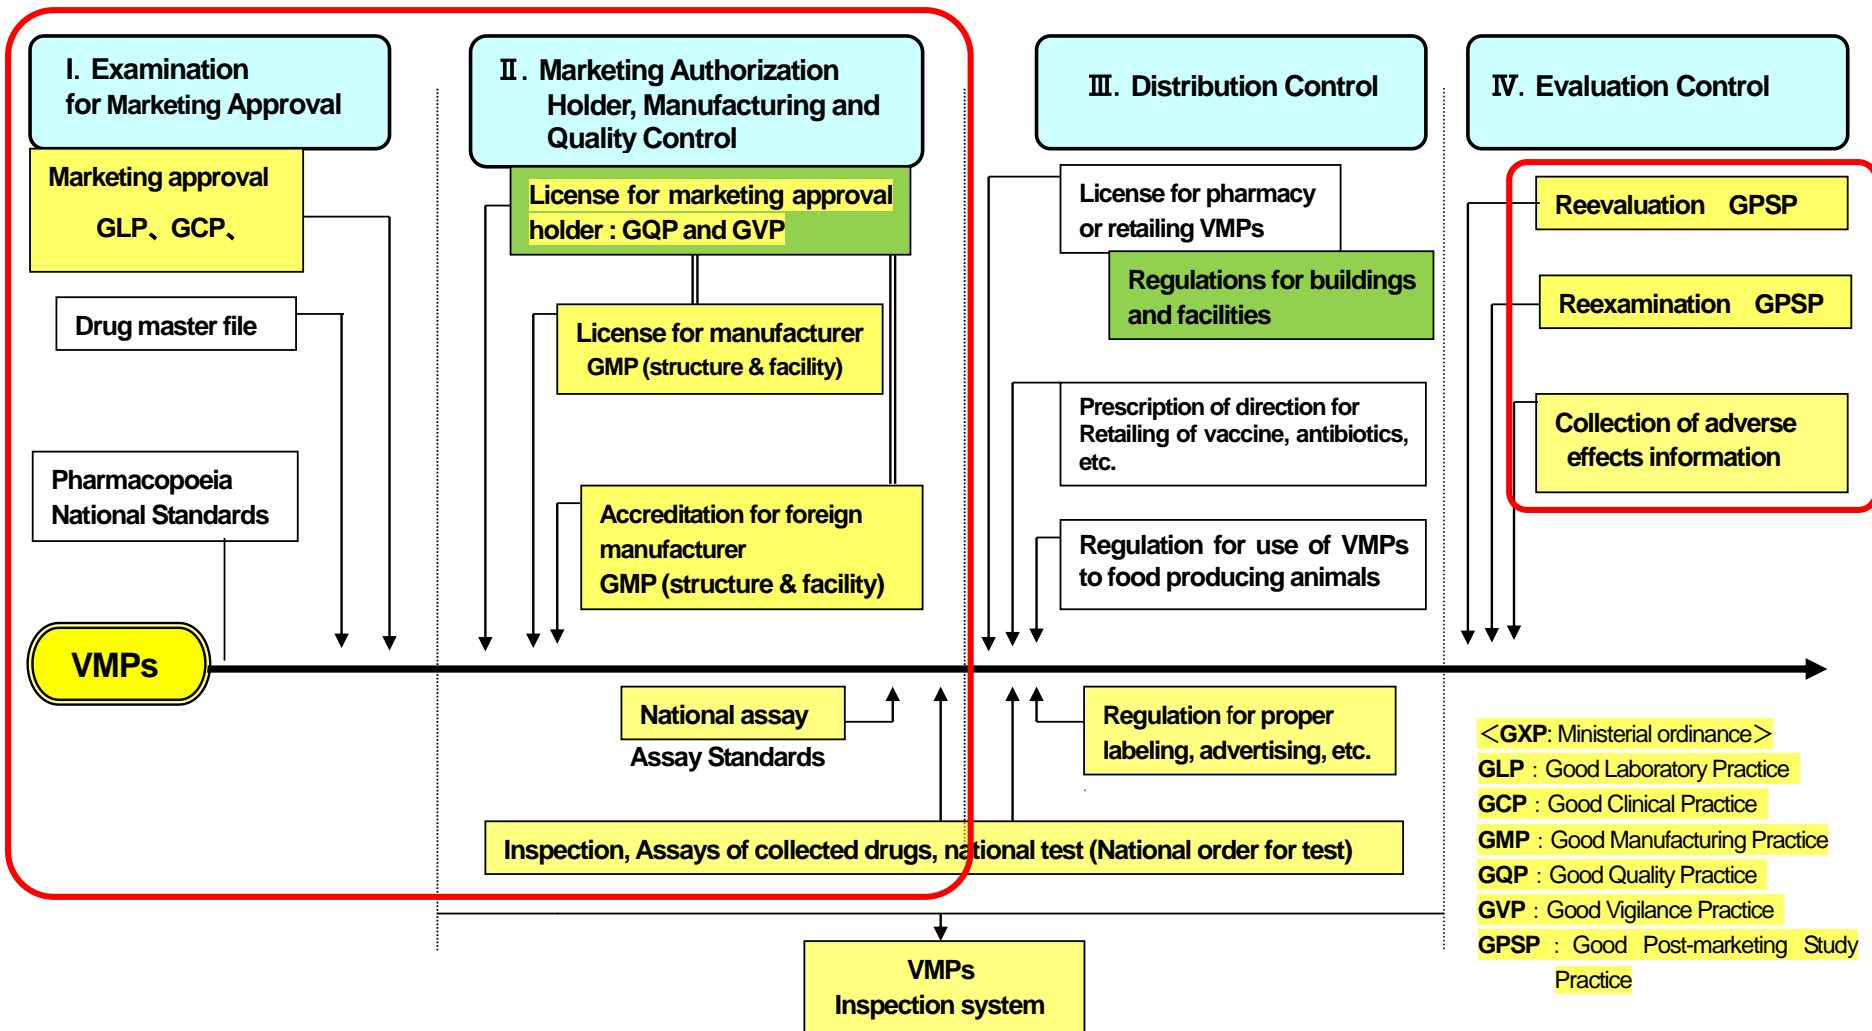 I. Examination
for Marketing Approval
Ⅱ. Marketing Authorization
Holder, Manufacturing and
Quality Control
Ⅲ. Distribution Control
Ⅳ. Evaluation Control
Marketing approval
GLP、GCP、
Drug master file
Pharmacopoeia
National Standards
License for marketing approval
holder : GQP and GVP
License for manufacturer
GMP (structure & facility)
Accreditation for foreign
manufacturer
GMP (structure & facility)
License for pharmacy
or retailing VMPs
Regulations for buildings
and facilities
Prescription of direction for
Retailing of vaccine, antibiotics,
etc.
Regulation for use of VMPs
to food producing animals
Reevaluation GPSP
Reexamination GPSP
Collection of adverse
effects information
VMPs
National assay
Assay Standards
Regulation for proper
labeling, advertising, etc.
Inspection, Assays of collected drugs, national test (National order for test)
VMPs
Inspection system
＜GXP: Ministerial ordinance＞
GLP : Good Laboratory Practice
GCP : Good Clinical Practice
GMP : Good Manufacturing Practice
GQP : Good Quality Practice
GVP : Good Vigilance Practice
GPSP : Good Post-marketing Study
Practice